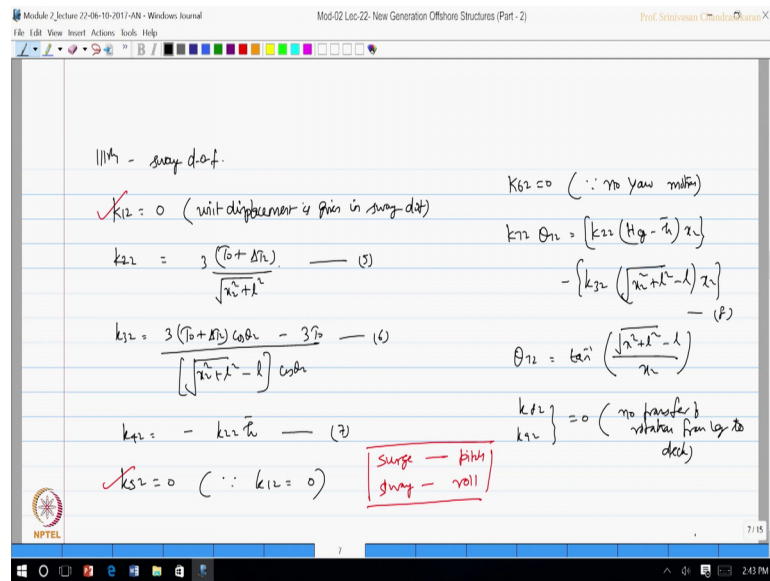 Module 2_lecture 22-06-10-2017-AN - Windows Journal
Mod-02 Lec-22- New Generation Offshore Structures (Part - 2)
Prof. Srinivasan Chandrasekaran
File Edit View Insert Actions Tools Help
IIIly - sway d.o.f.
k12 = 0 (unit displacement is given in sway dof)
k22 = 3 (T0 + ΔT2) / √(x2² + l²) —— (5)
k32 = 3 (T0 + ΔT2) cosθ2 - 3T0 / [√(x2² + l²) - l] cosθ2 —— (6)
k42 = - k22 h̄ —— (7)
k52 = 0 (∵ k12 = 0)
surge — pitch
sway — roll
k62 = 0 (∵ no yaw motion)
k72 θ72 = {k22 (Hg - h̄) x2}
- {k32 (√(x2² + l²) - l) x2}
— (8)
θ72 = tan⁻¹ (√(x² + l²) - l / x2)
k82
k92 } = 0 (no transfer of
rotation from leg to
deck)
NPTEL
7/15
7
2:43 PM